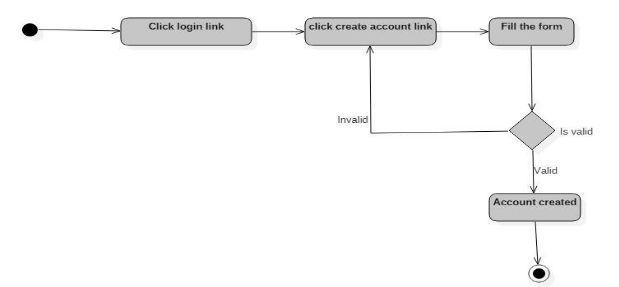 Click login link
click create account link
Fill the form
Invalid
Is valid
Valid
Account created